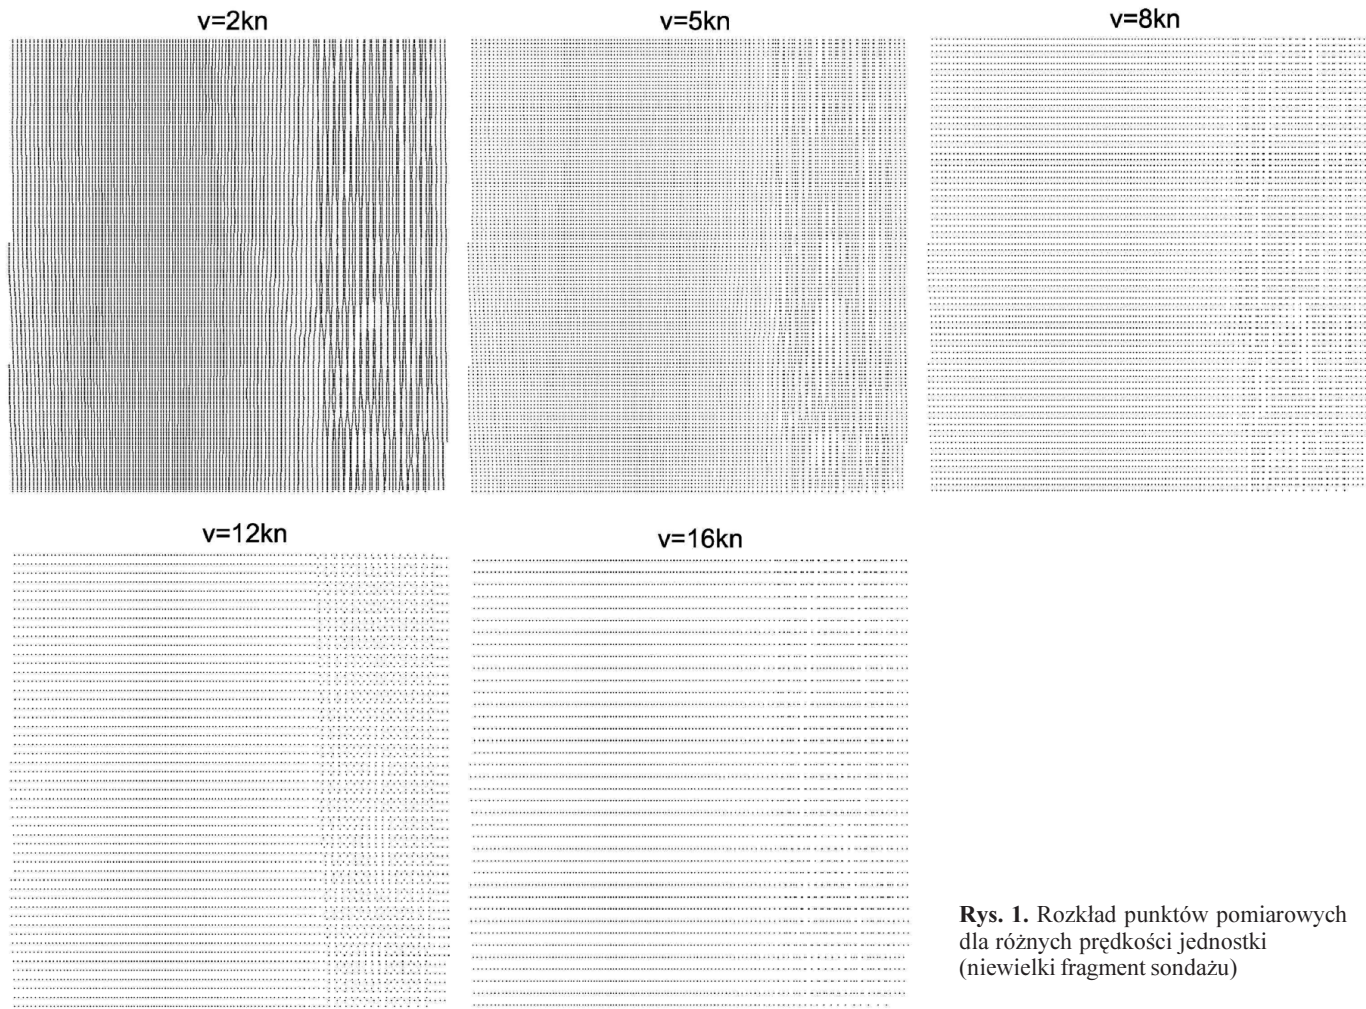 v=2kn
v=5kn
v=8kn
v=12kn
v=16kn
Rys. 1. Rozkład punktów pomiarowych
dla różnych prędkości jednostki
(niewielki fragment sondażu)